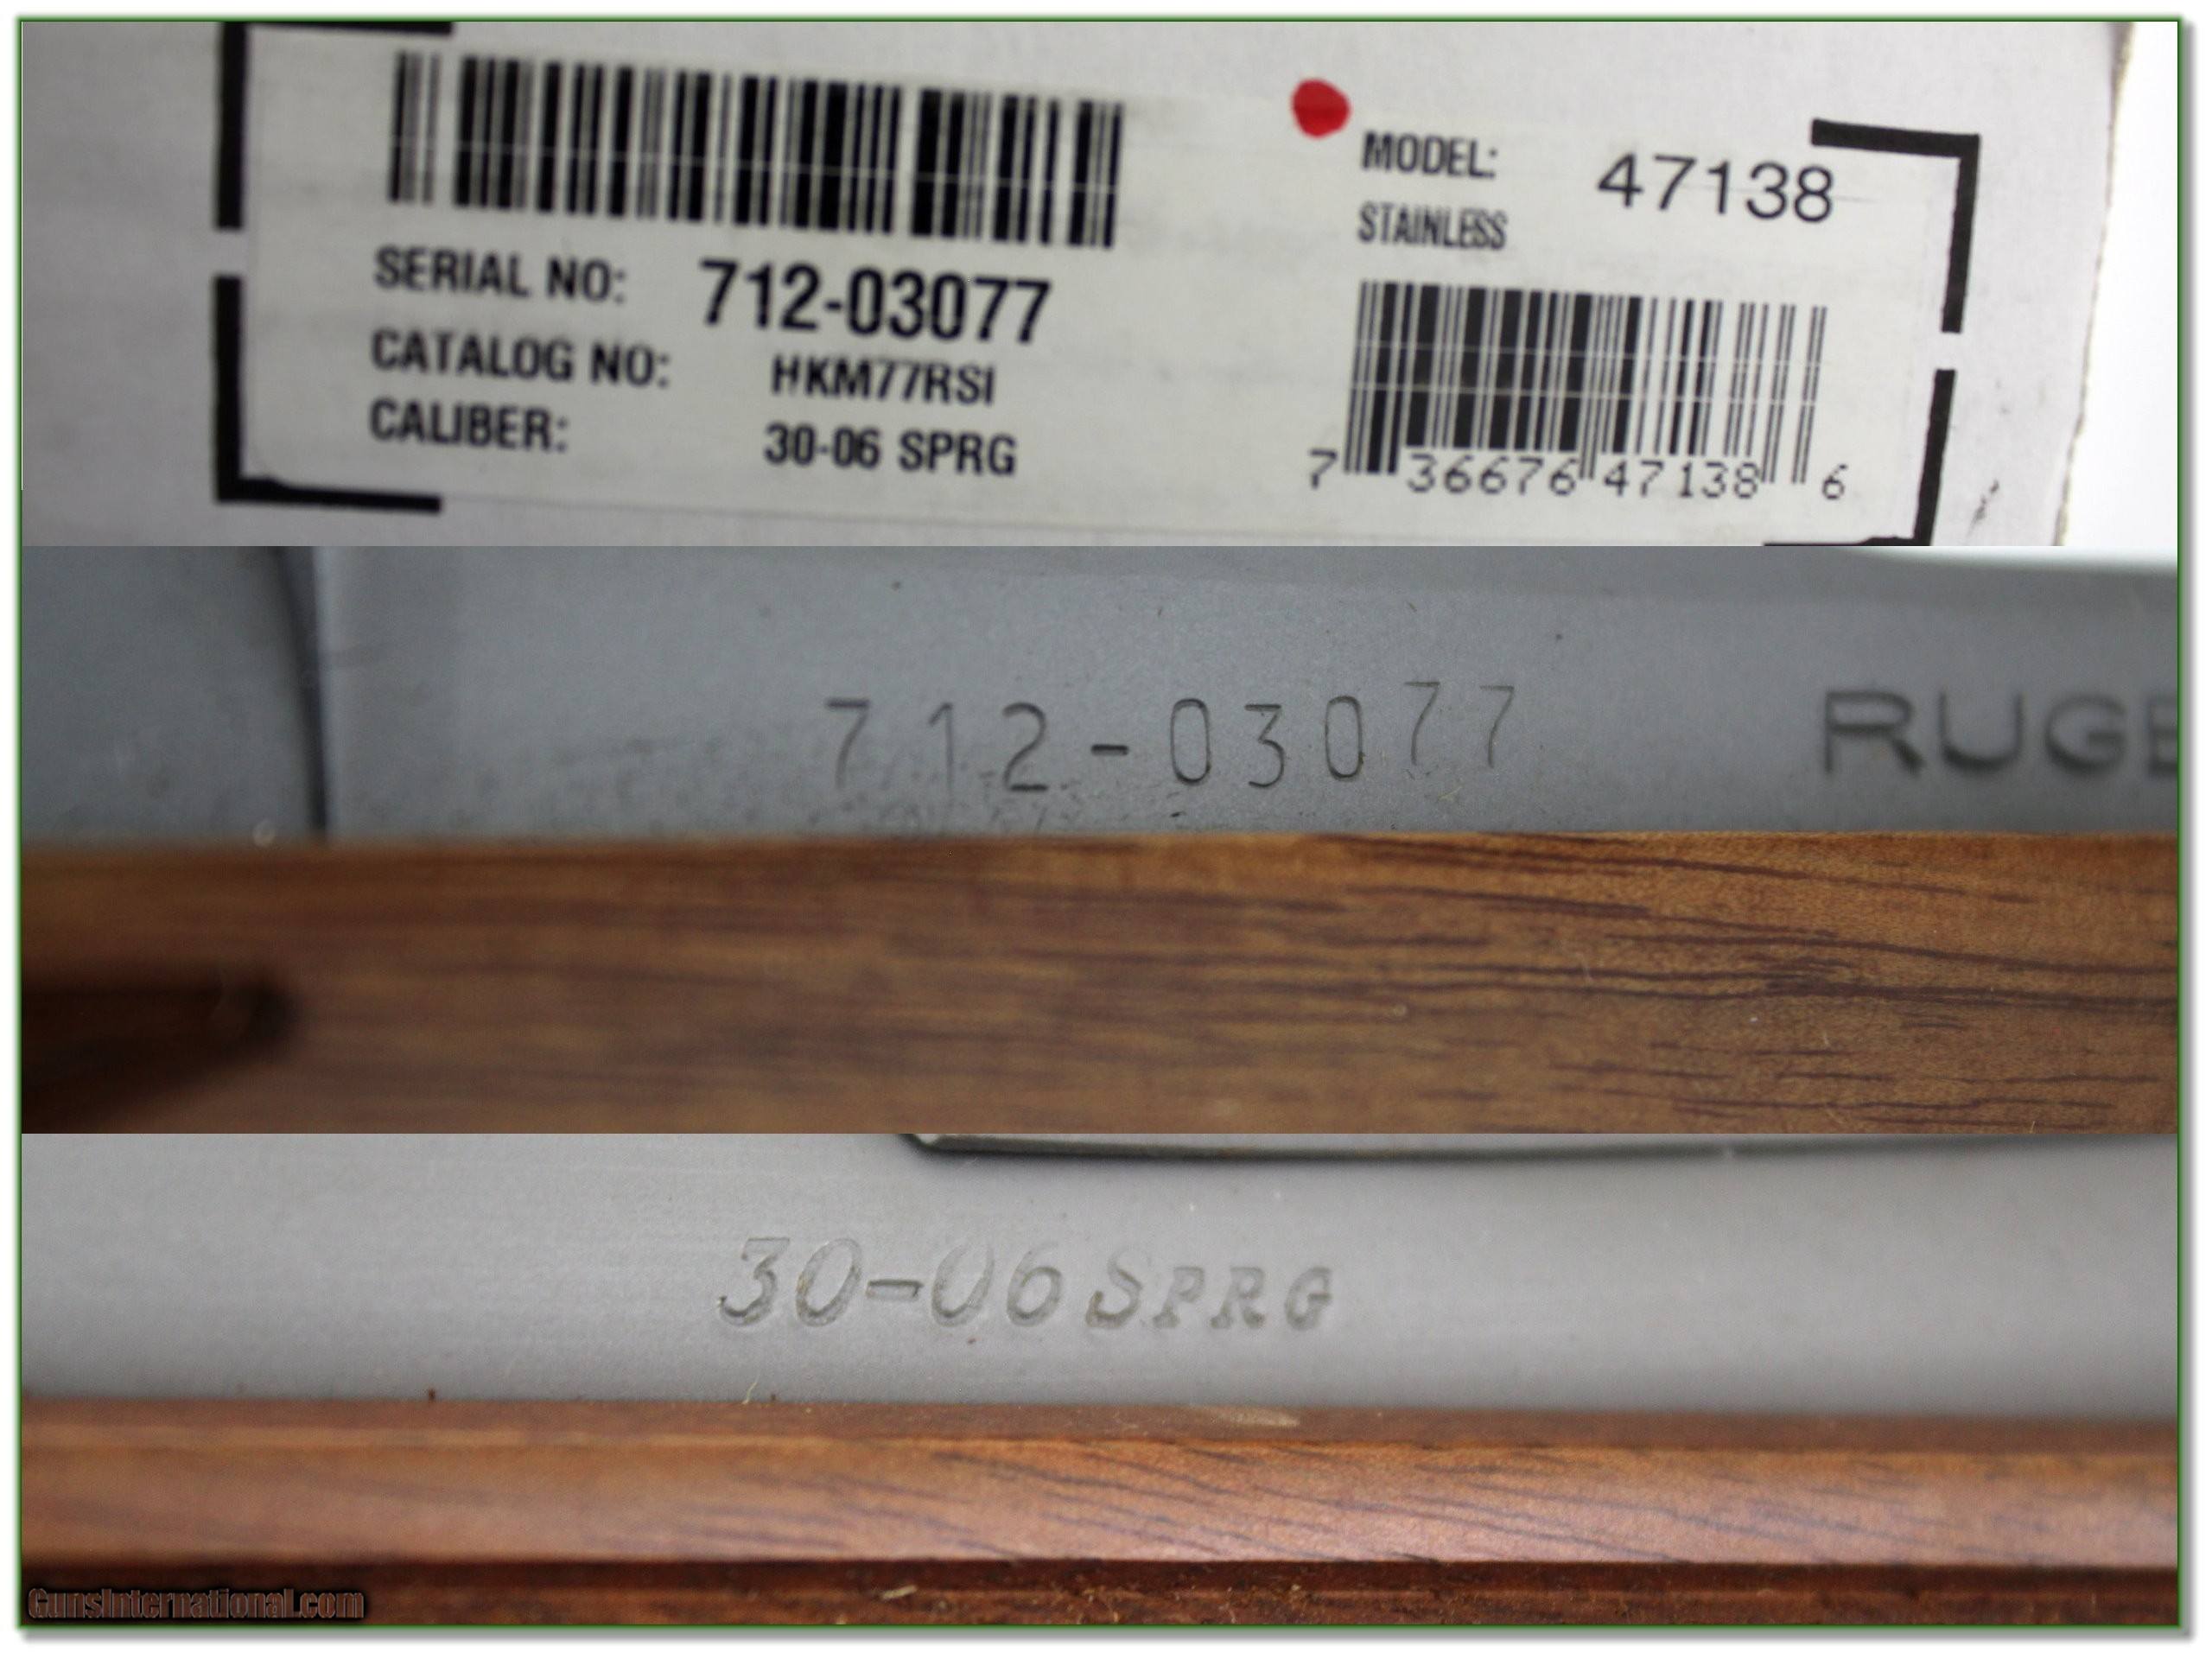 MODEL: 47138
STAINLESS
SERIAL NO: 712-03077
CATALOG NO: HKM77RSI
CALIBER: 30-06 SPRG
7 36676 47138 6
712-03077 RUGE
30-06 SPRG
GunsInternational.com